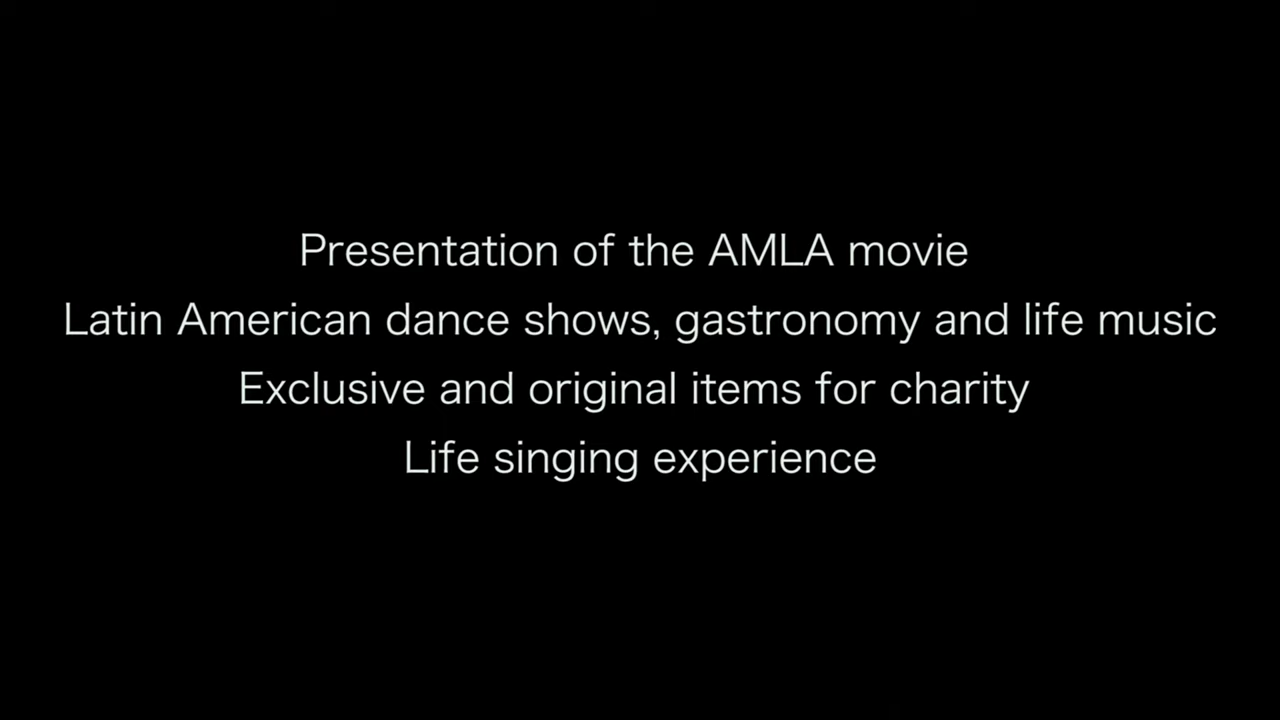 Presentation of the AMLA movie
Latin American dance shows, gastronomy and life music
Exclusive and original items for charity
Life singing experience